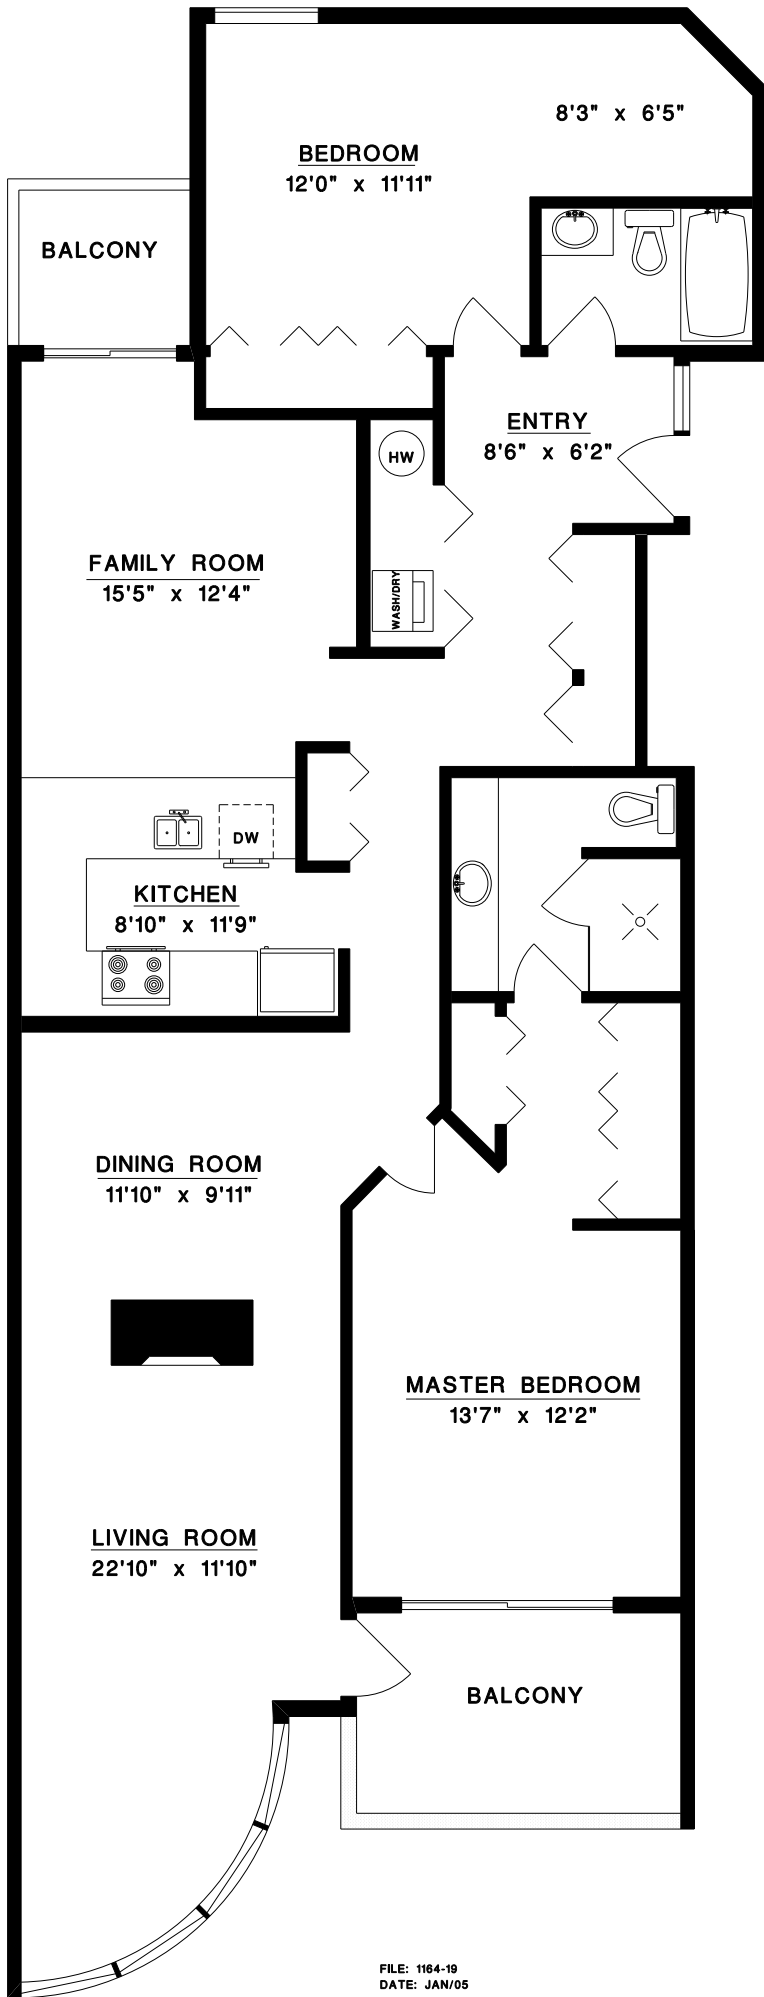 8'3" x 6'5"
BEDROOM
12'0" x 11'11"
BALCONY
ENTRY
8'6" x 6'2"
HW
FAMILY ROOM
15'5" x 12'4"
WASH/DRY
DW
KITCHEN
8'10" x 11'9"
DINING ROOM
11'10" x 9'11"
MASTER BEDROOM
13'7" x 12'2"
LIVING ROOM
22'10" x 11'10"
BALCONY
FILE: 1164-19
DATE: JAN/05